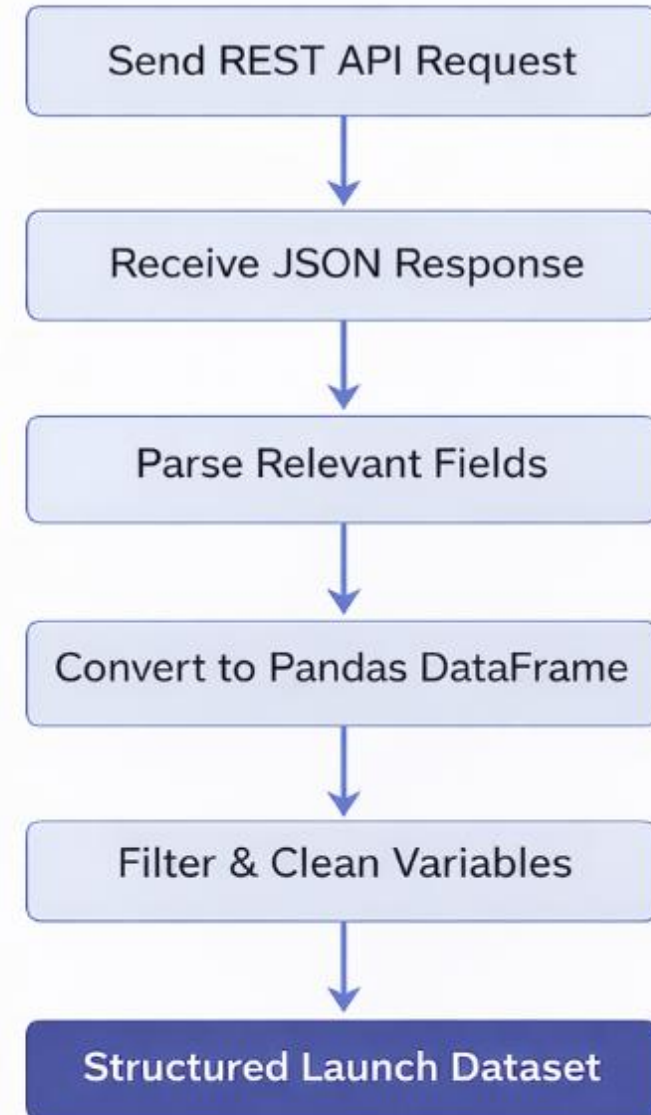 Send REST API Request
Receive JSON Response
Parse Relevant Fields
Convert to Pandas DataFrame
Filter & Clean Variables
Structured Launch Dataset